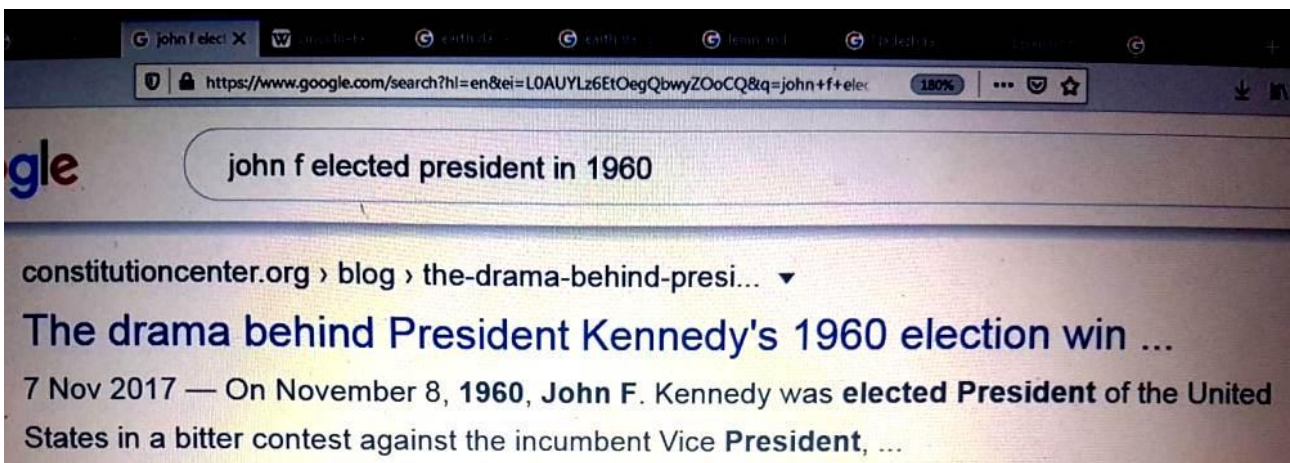 john f elect
https://www.google.com/search?hl=en&ei=L0AUYLz6EtOegQbwyZOoCQ&q=john+f+elec 180%
gle john f elected president in 1960
constitutioncenter.org › blog › the-drama-behind-presi...
The drama behind President Kennedy's 1960 election win ...
7 Nov 2017 — On November 8, 1960, John F. Kennedy was elected President of the United
States in a bitter contest against the incumbent Vice President, ...